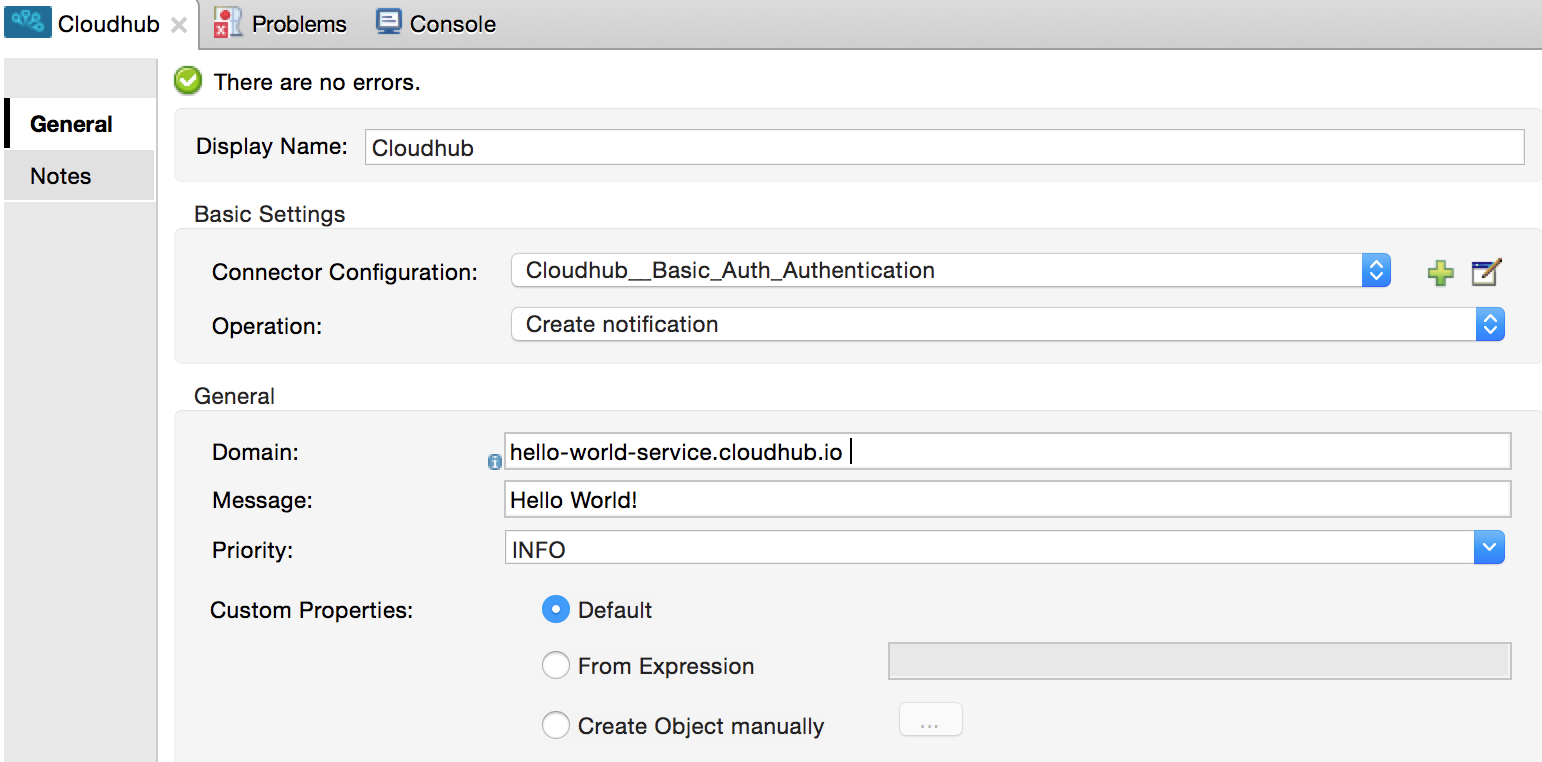 Cloudhub Problems Console
There are no errors.
General
Notes
Display Name: Cloudhub
Basic Settings
Connector Configuration: Cloudhub__Basic_Auth_Authentication
Operation: Create notification
General
Domain: hello-world-service.cloudhub.io
Message: Hello World!
Priority: INFO
Custom Properties: Default
From Expression
Create Object manually ...